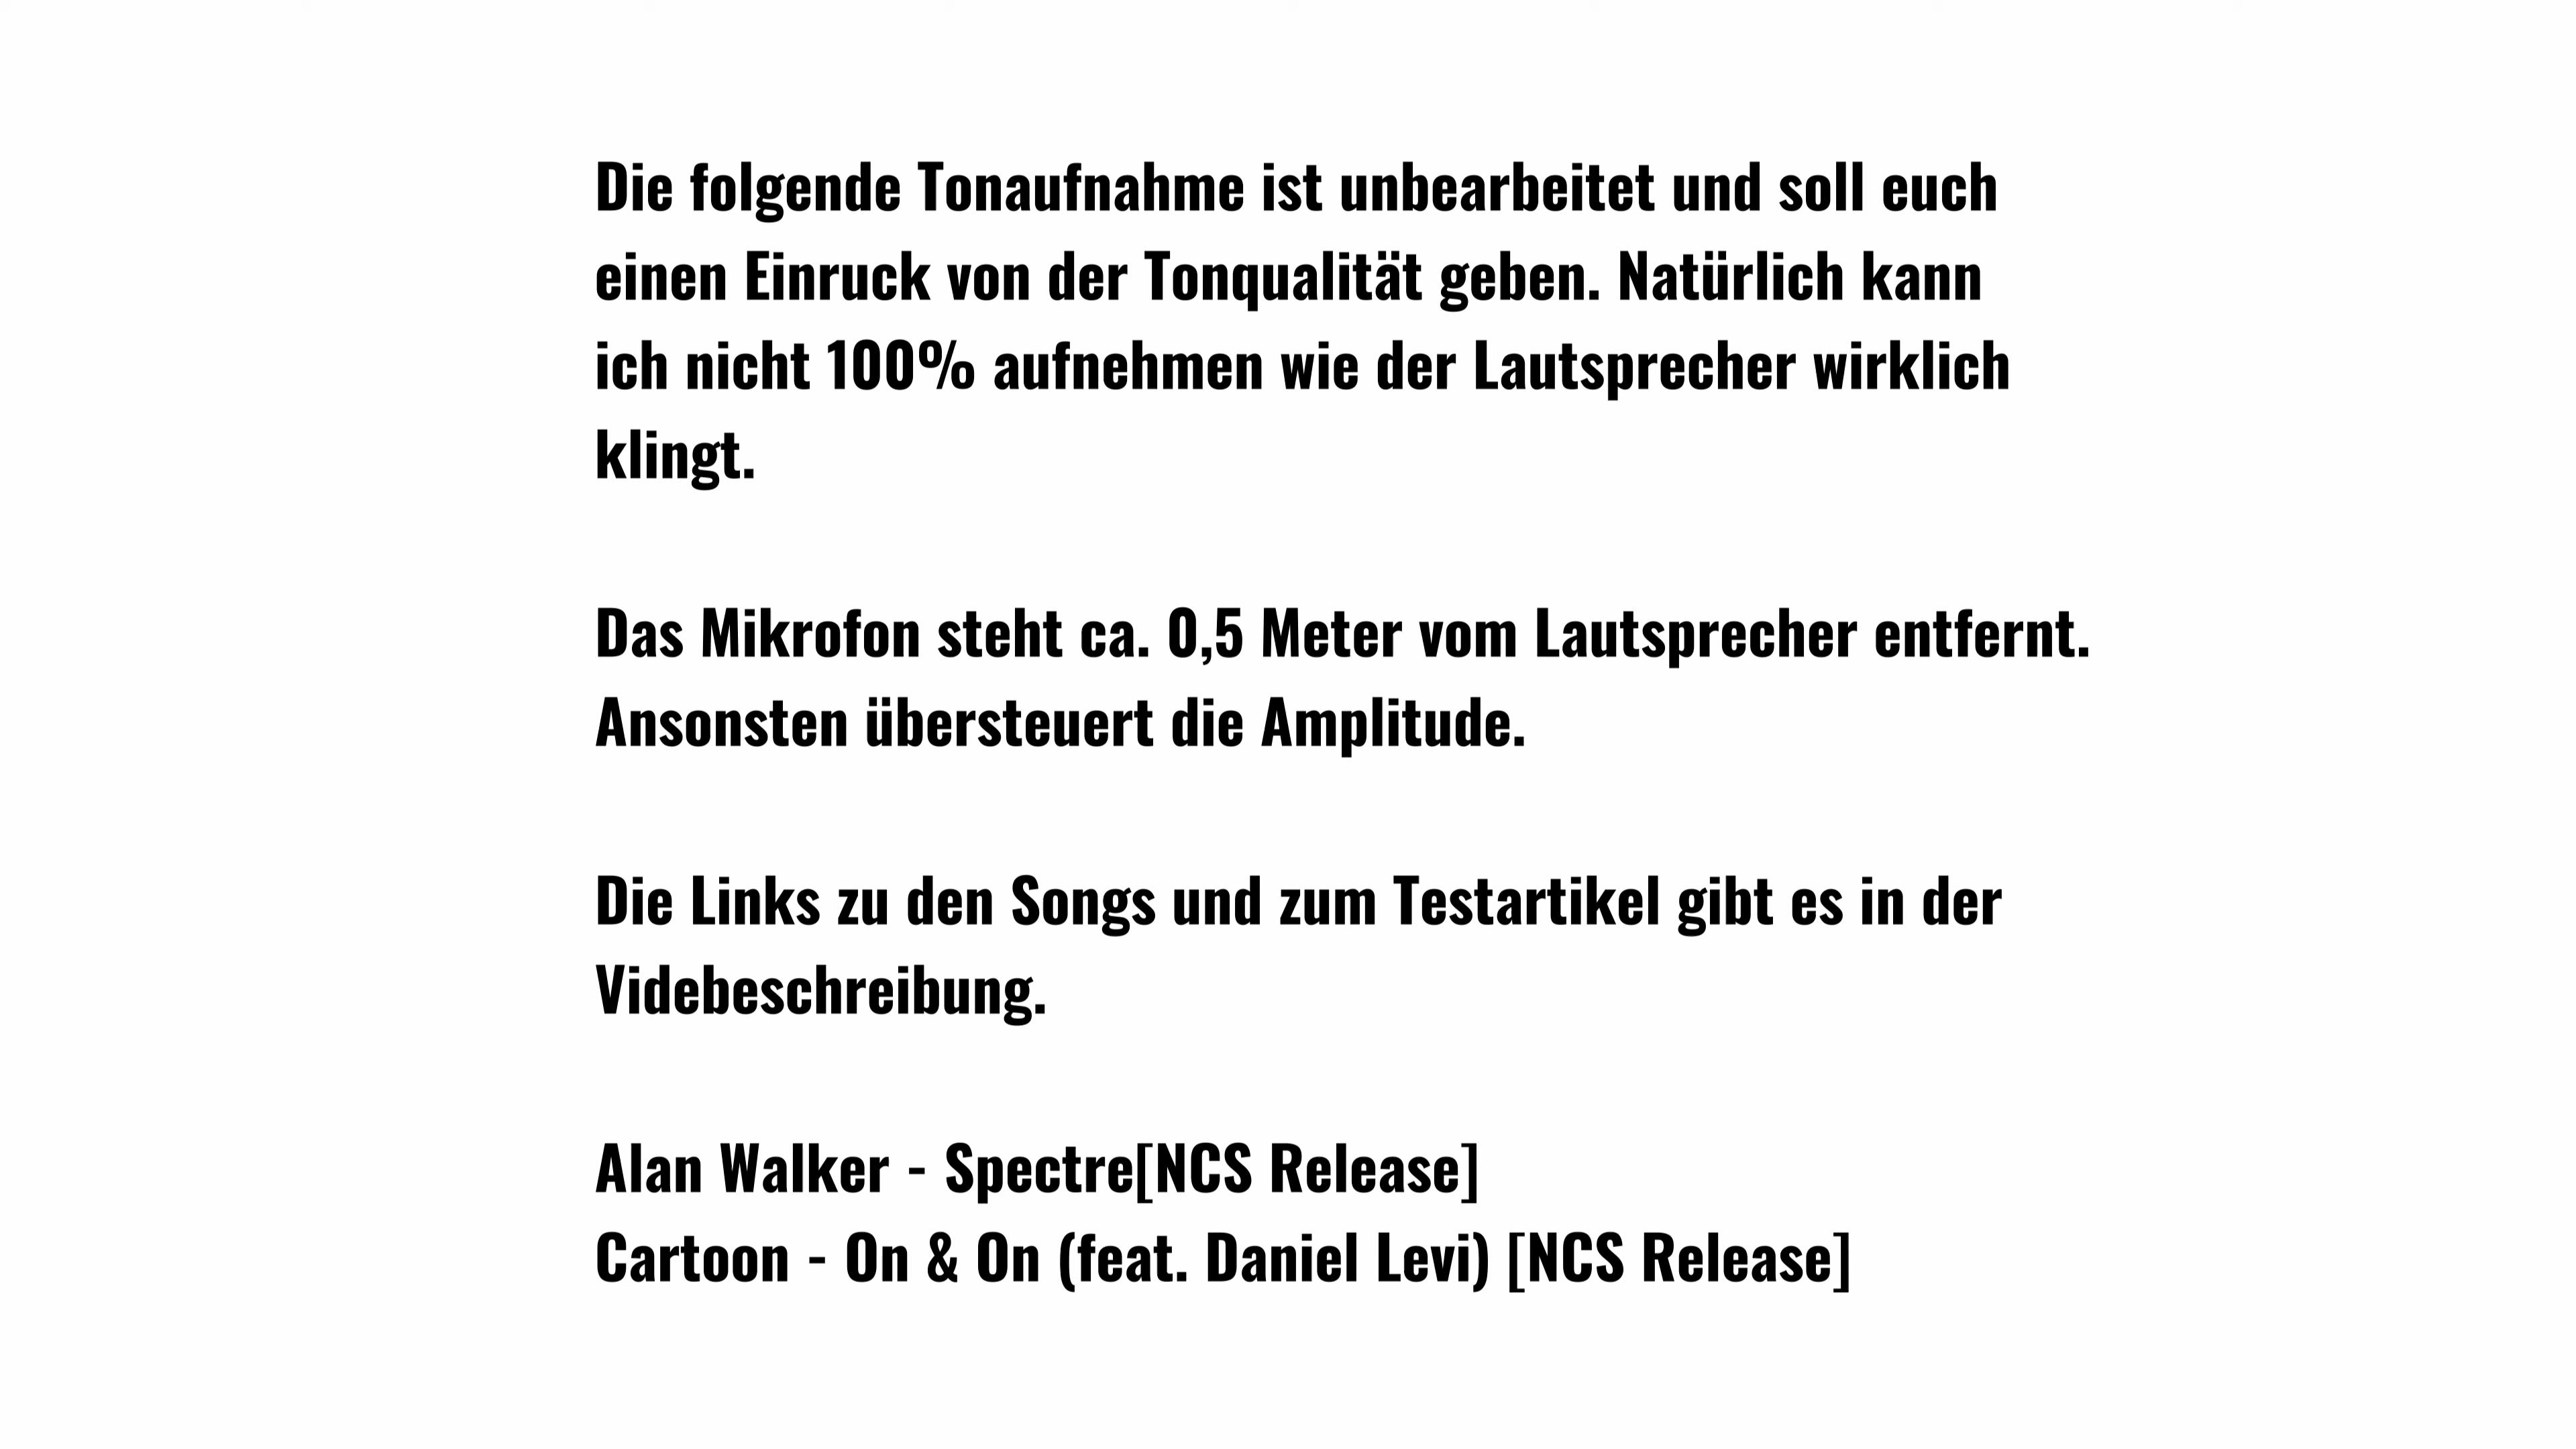 Die folgende Tonaufnahme ist unbearbeitet und soll euch
einen Einruck von der Tonqualität geben. Natürlich kann
ich nicht 100% aufnehmen wie der Lautsprecher wirklich
klingt.
Das Mikrofon steht ca. 0,5 Meter vom Lautsprecher entfernt.
Ansonsten übersteuert die Amplitude.
Die Links zu den Songs und zum Testartikel gibt es in der
Videbeschreibung.
Alan Walker - Spectre[NCS Release]
Cartoon - On & On (feat. Daniel Levi) [NCS Release]